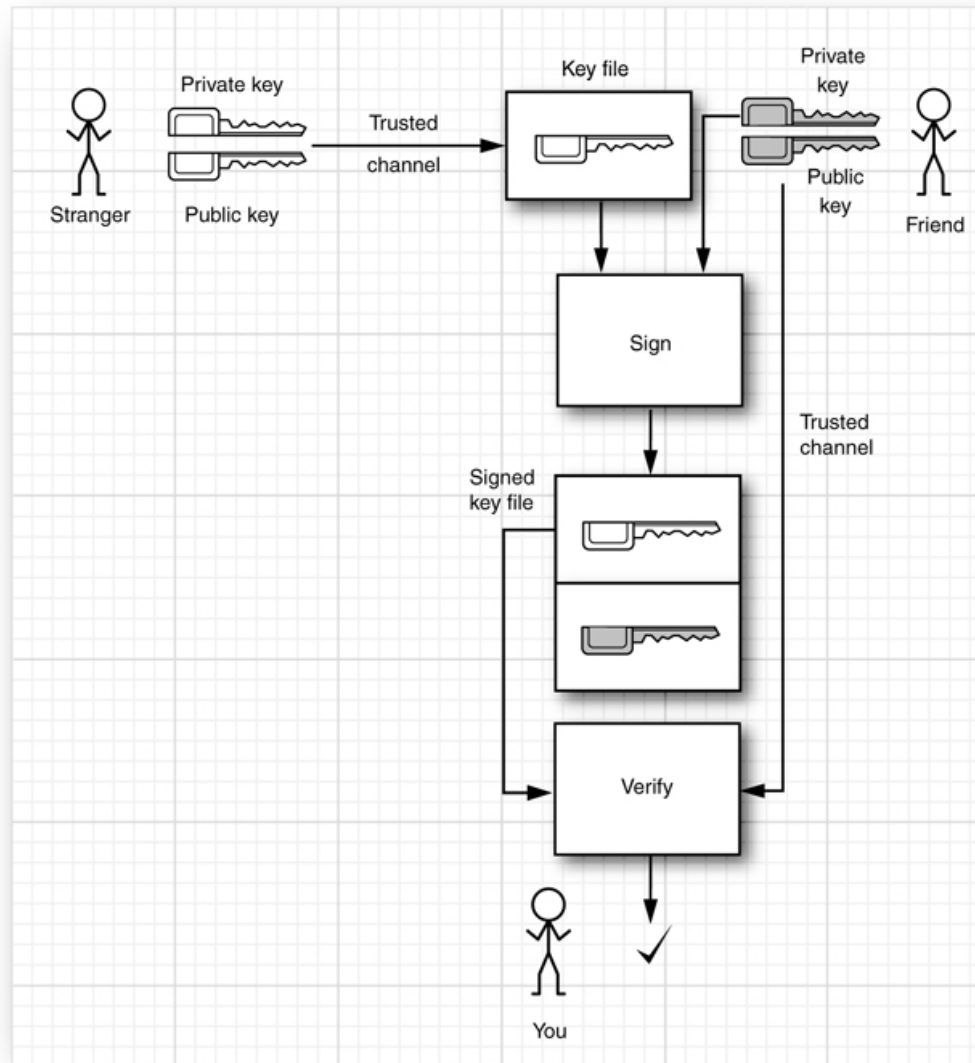 Key file
Private
key
Private key
Trusted
channel
Public key
Stranger
Public
key
Friend
Sign
Trusted
channel
Signed
key file
Verify
You